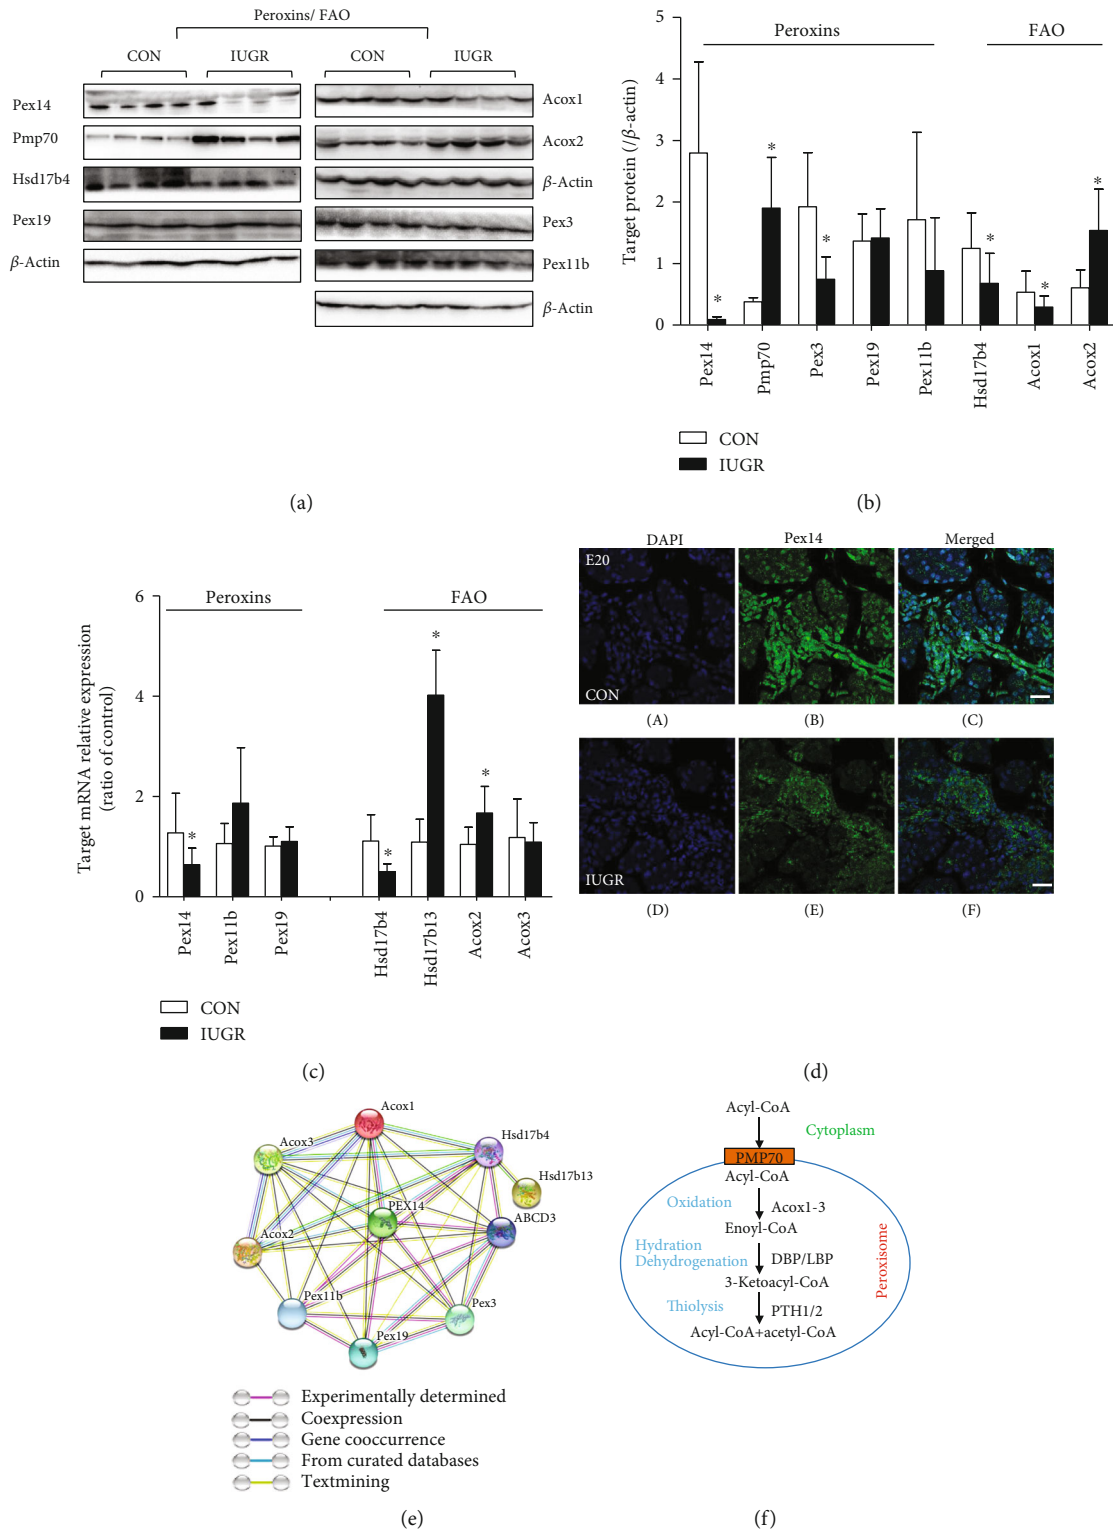 Peroxins/ FAO
CON IUGR CON IUGR
Pex14
Pmp70
Hsd17b4
Pex19
β-Actin
Acox1
Acox2
β-Actin
Pex3
Pex11b
β-Actin
(a)
Target protein (/β-actin)
5
4
3
2
1
0
Peroxins FAO
* * * * * *
Pex14 Pmp70 Pex3 Pex19 Pex11b Hsd17b4 Acox1 Acox2
CON
IUGR
(b)
Target mRNA relative expression
(ratio of control)
6
4
2
0
Peroxins FAO
* * * *
Pex14 Pex11b Pex19 Hsd17b4 Hsd17b13 Acox2 Acox3
CON
IUGR
(c)
DAPI Pex14 Merged
E20
CON
(A) (B) (C)
IUGR
(D) (E) (F)
(d)
Acox1
Acox3
Hsd17b4
Hsd17b13
PEX14
ABCD3
Acox2
Pex11b
Pex3
Pex19
Experimentally determined
Coexpression
Gene cooccurrence
From curated databases
Textmining
(e)
Acyl-CoA
Cytoplasm
PMP70
Acyl-CoA
Oxidation
Acox1-3
Enoyl-CoA
Hydration
Dehydrogenation
DBP/LBP
3-Ketoacyl-CoA
Thiolysis
PTH1/2
Acyl-CoA+acetyl-CoA
Peroxisome
(f)